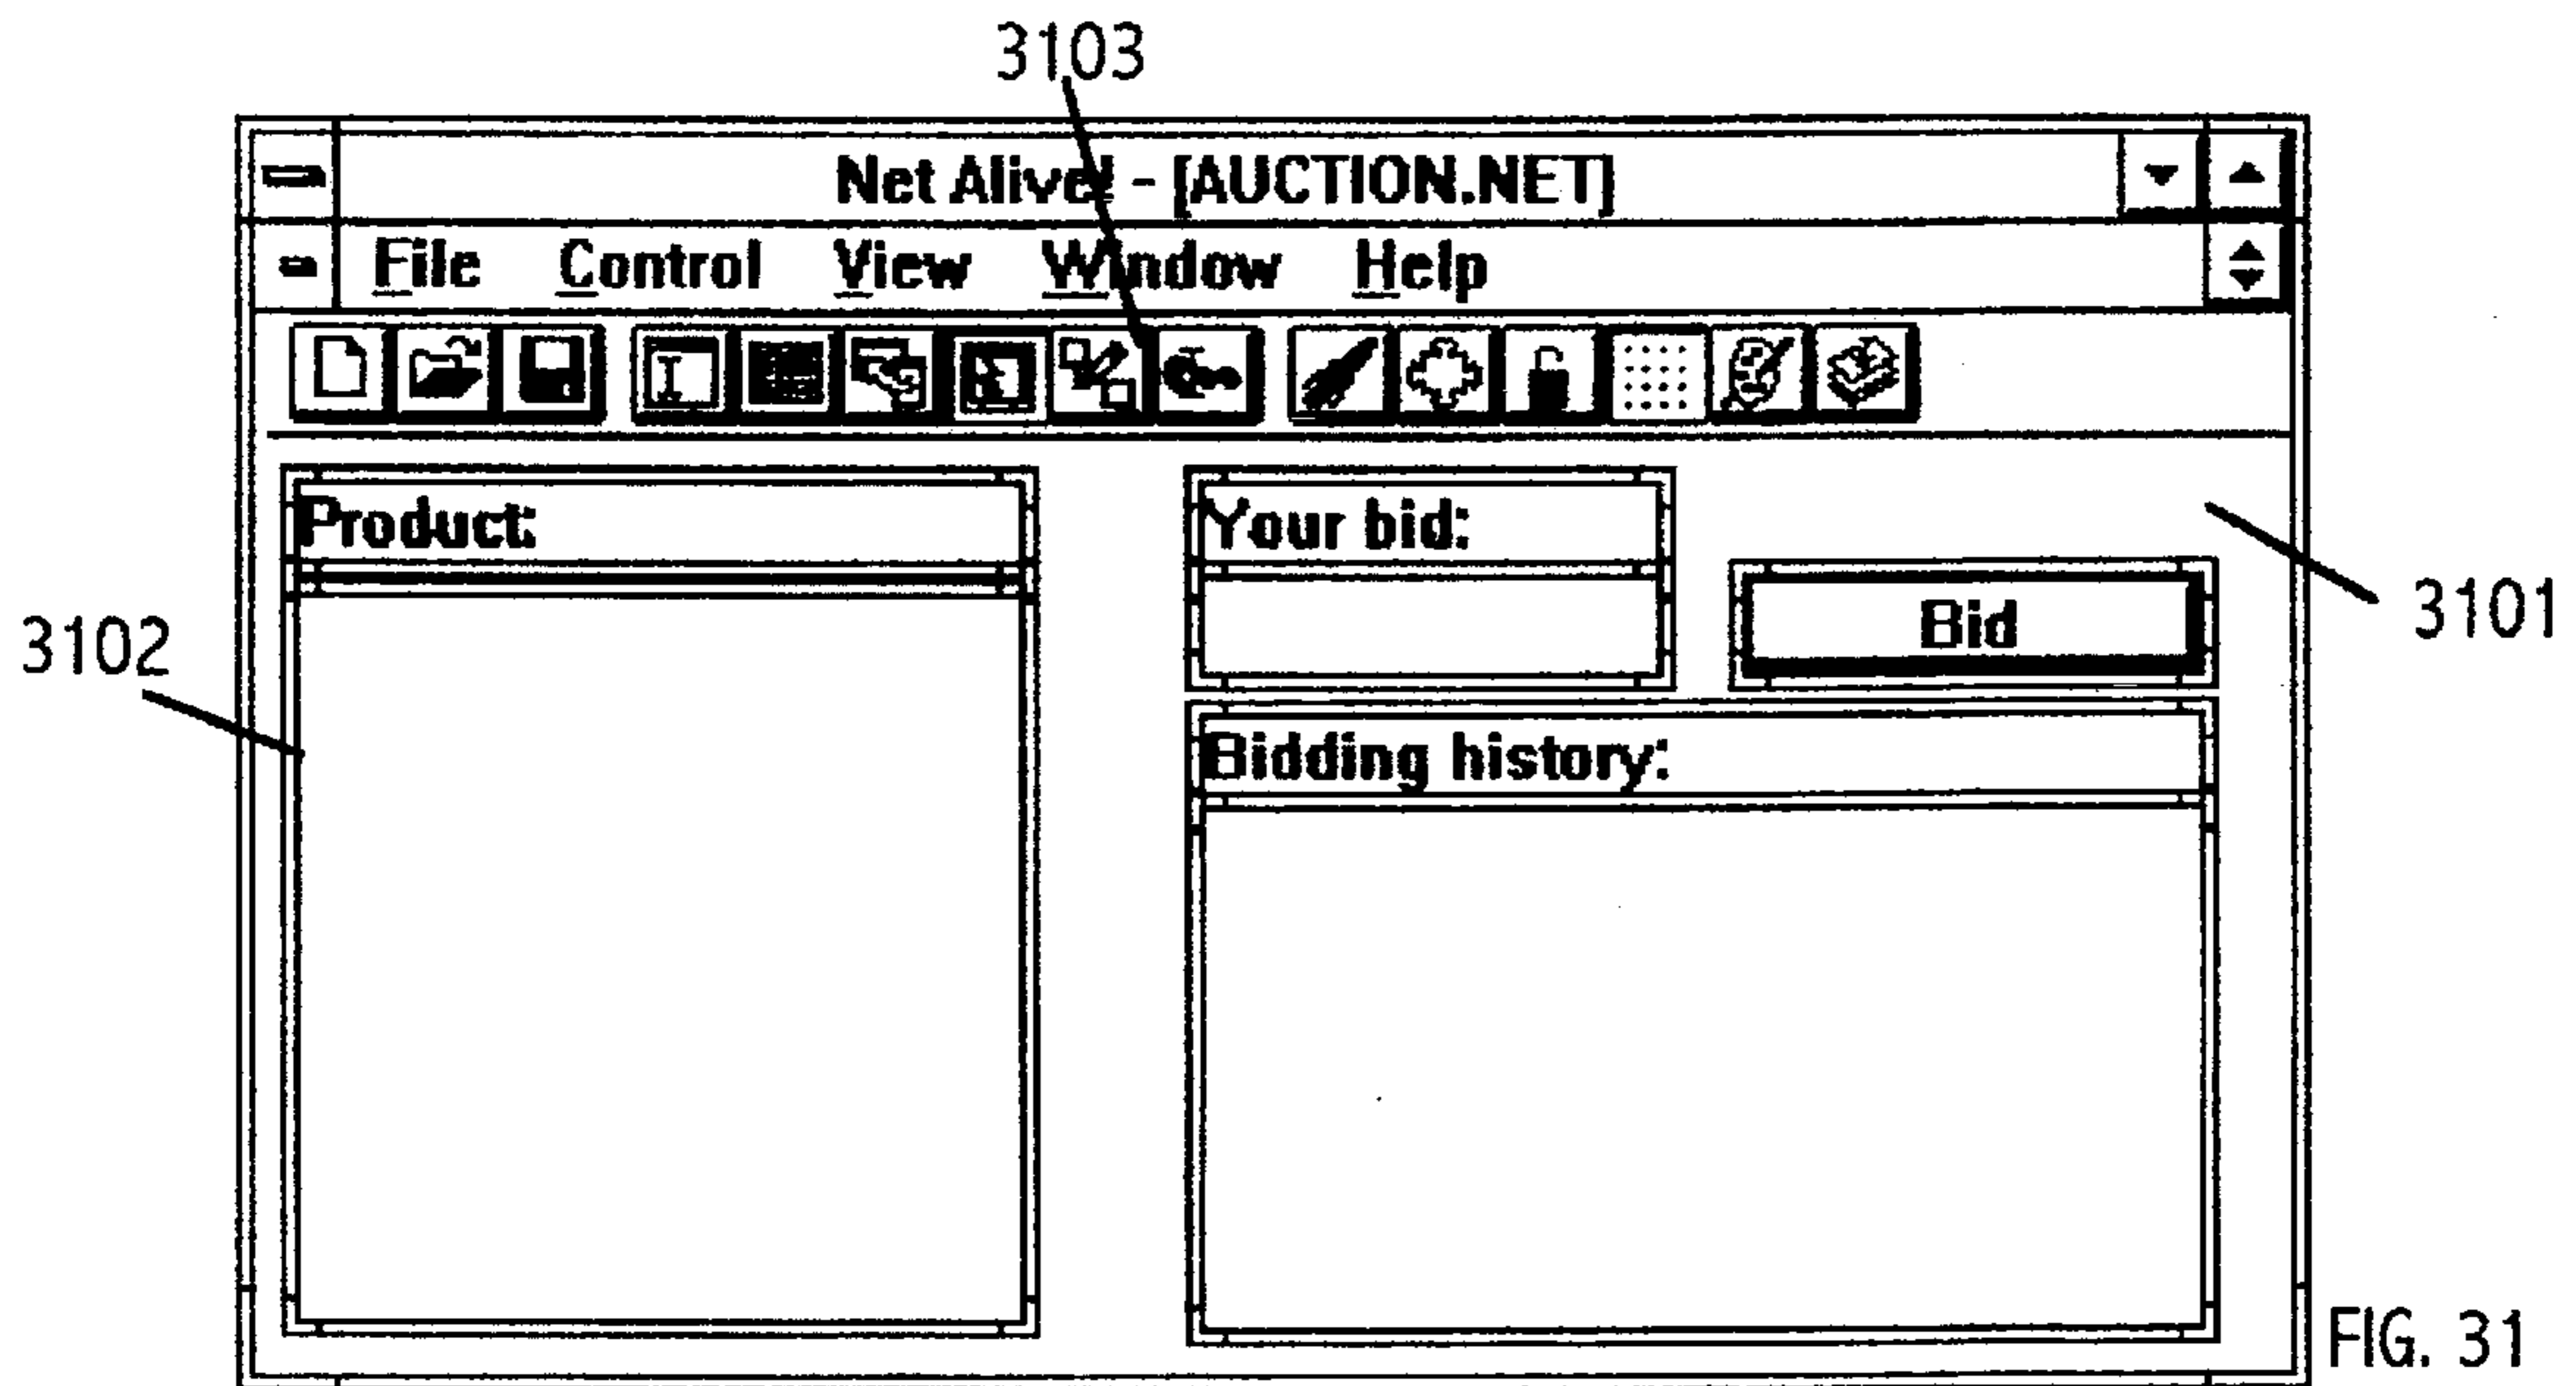 3103
Net Alive! - [AUCTION.NET]
File Control View Window Help
Product:
Your bid:
Bid
3101
3102
Bidding history:
FIG. 31